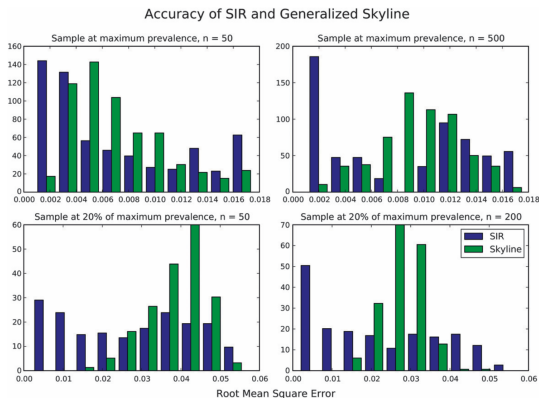 Accuracy of SIR and Generalized Skyline
Sample at maximum prevalence, n = 50
160
140
120
100
80
60
40
20
0
0.000 0.002 0.004 0.006 0.008 0.010 0.012 0.014 0.016 0.018
Sample at maximum prevalence, n = 500
200
150
100
50
0
0.000 0.002 0.004 0.006 0.008 0.010 0.012 0.014 0.016 0.018
Sample at 20% of maximum prevalence, n = 50
60
50
40
30
20
10
0
0.00 0.01 0.02 0.03 0.04 0.05 0.06
Sample at 20% of maximum prevalence, n = 200
70
60
50
40
30
20
10
0
0.00 0.01 0.02 0.03 0.04 0.05 0.06
SIR
Skyline
Root Mean Square Error